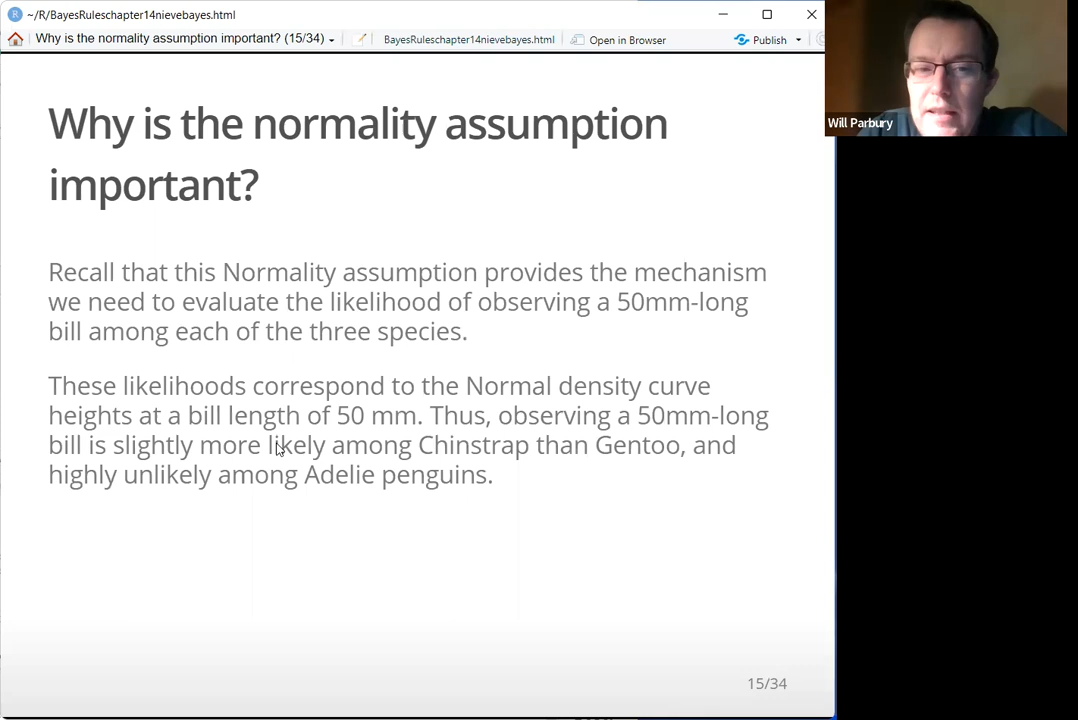 ~/R/BayesRuleschapter14nievebayes.html
Why is the normality assumption important? (15/34)
BayesRuleschapter14nievebayes.html
Open in Browser
Publish
Will Parbury
Why is the normality assumption
important?
Recall that this Normality assumption provides the mechanism
we need to evaluate the likelihood of observing a 50mm-long
bill among each of the three species.
These likelihoods correspond to the Normal density curve
heights at a bill length of 50 mm. Thus, observing a 50mm-long
bill is slightly more likely among Chinstrap than Gentoo, and
highly unlikely among Adelie penguins.
15/34